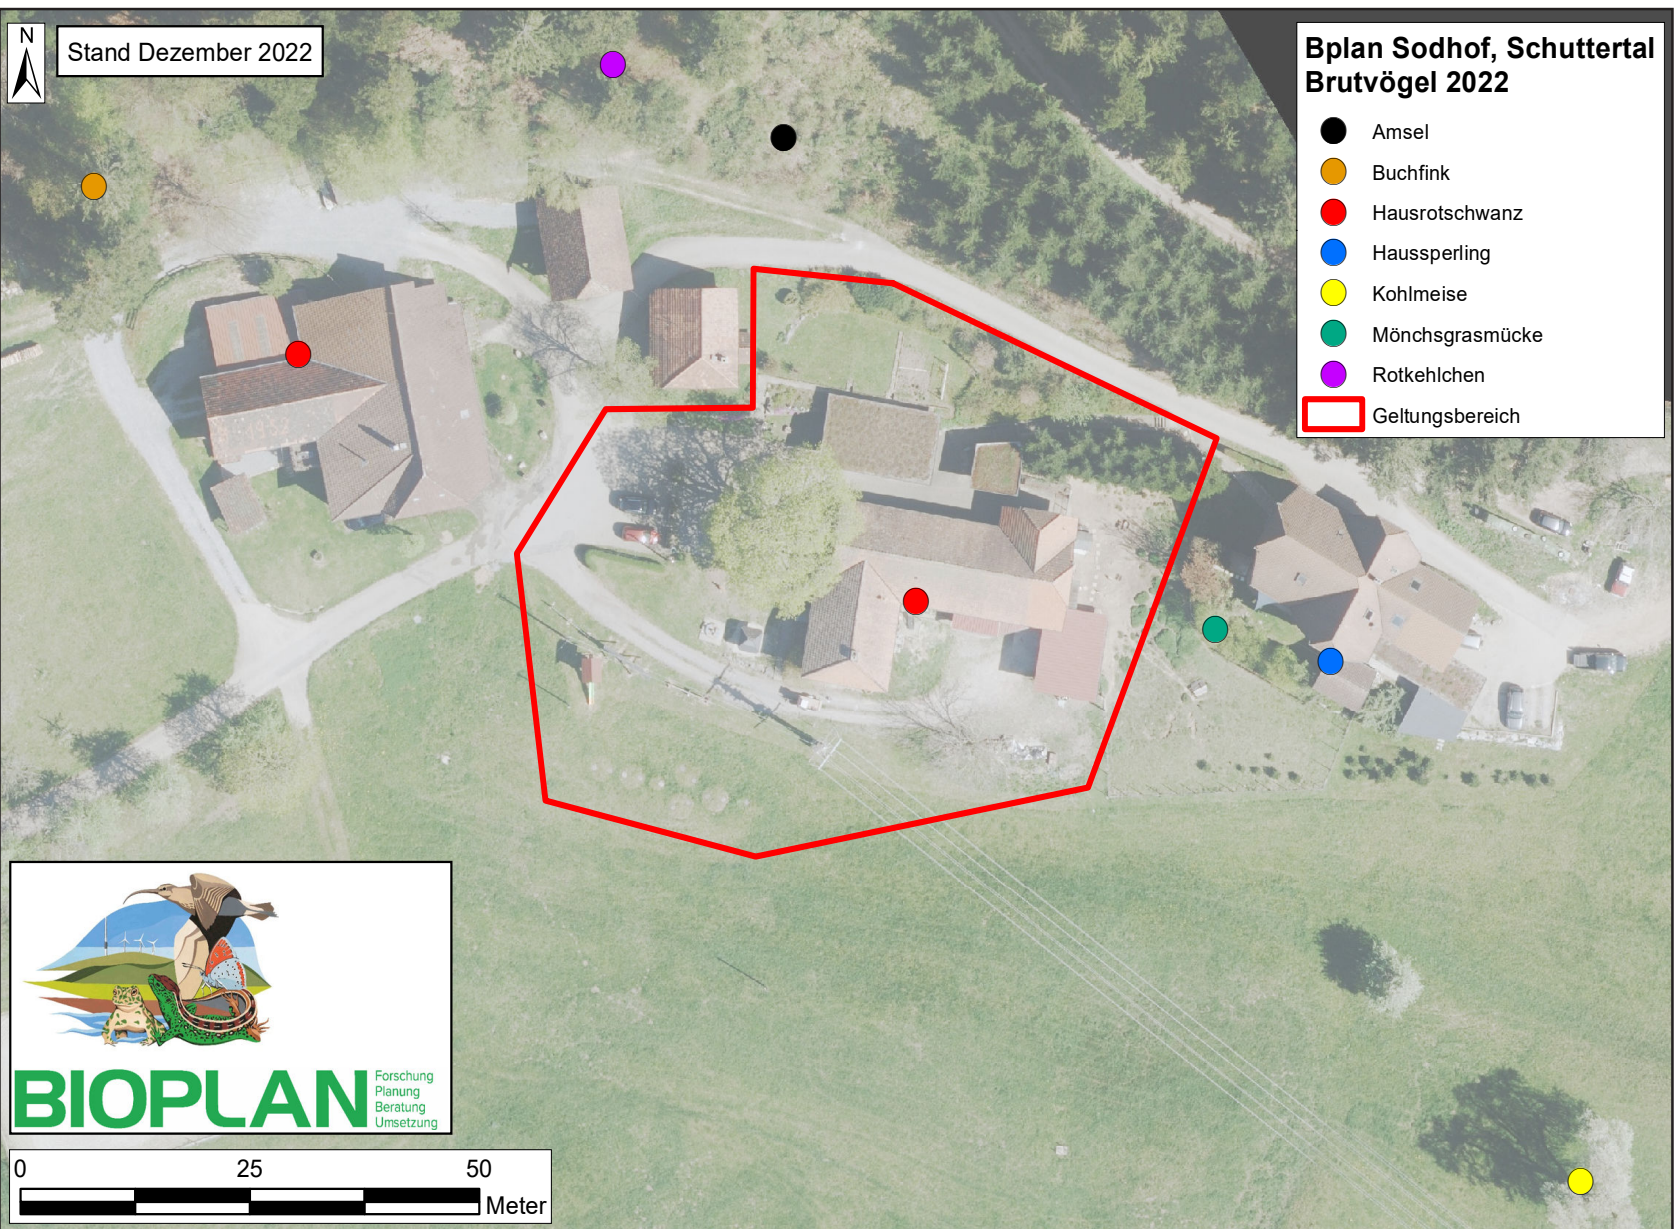 N
Stand Dezember 2022
Bplan Sodhof, Schuttertal
Brutvögel 2022
Amsel
Buchfink
Hausrotschwanz
Haussperling
Kohlmeise
Mönchsgrasmücke
Rotkehlchen
Geltungsbereich
1932
BIOPLAN
Forschung
Planung
Beratung
Umsetzung
0 25 50
Meter